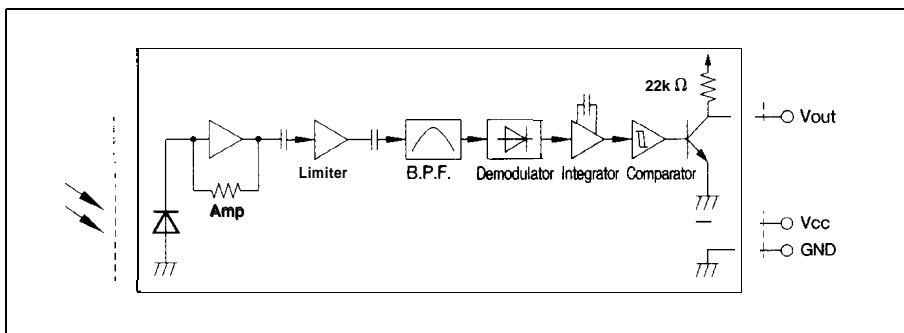 22k Ω
Vout
Limiter
B.P.F.
Demodulator
Integrator
Comparator
Amp
Vcc
GND